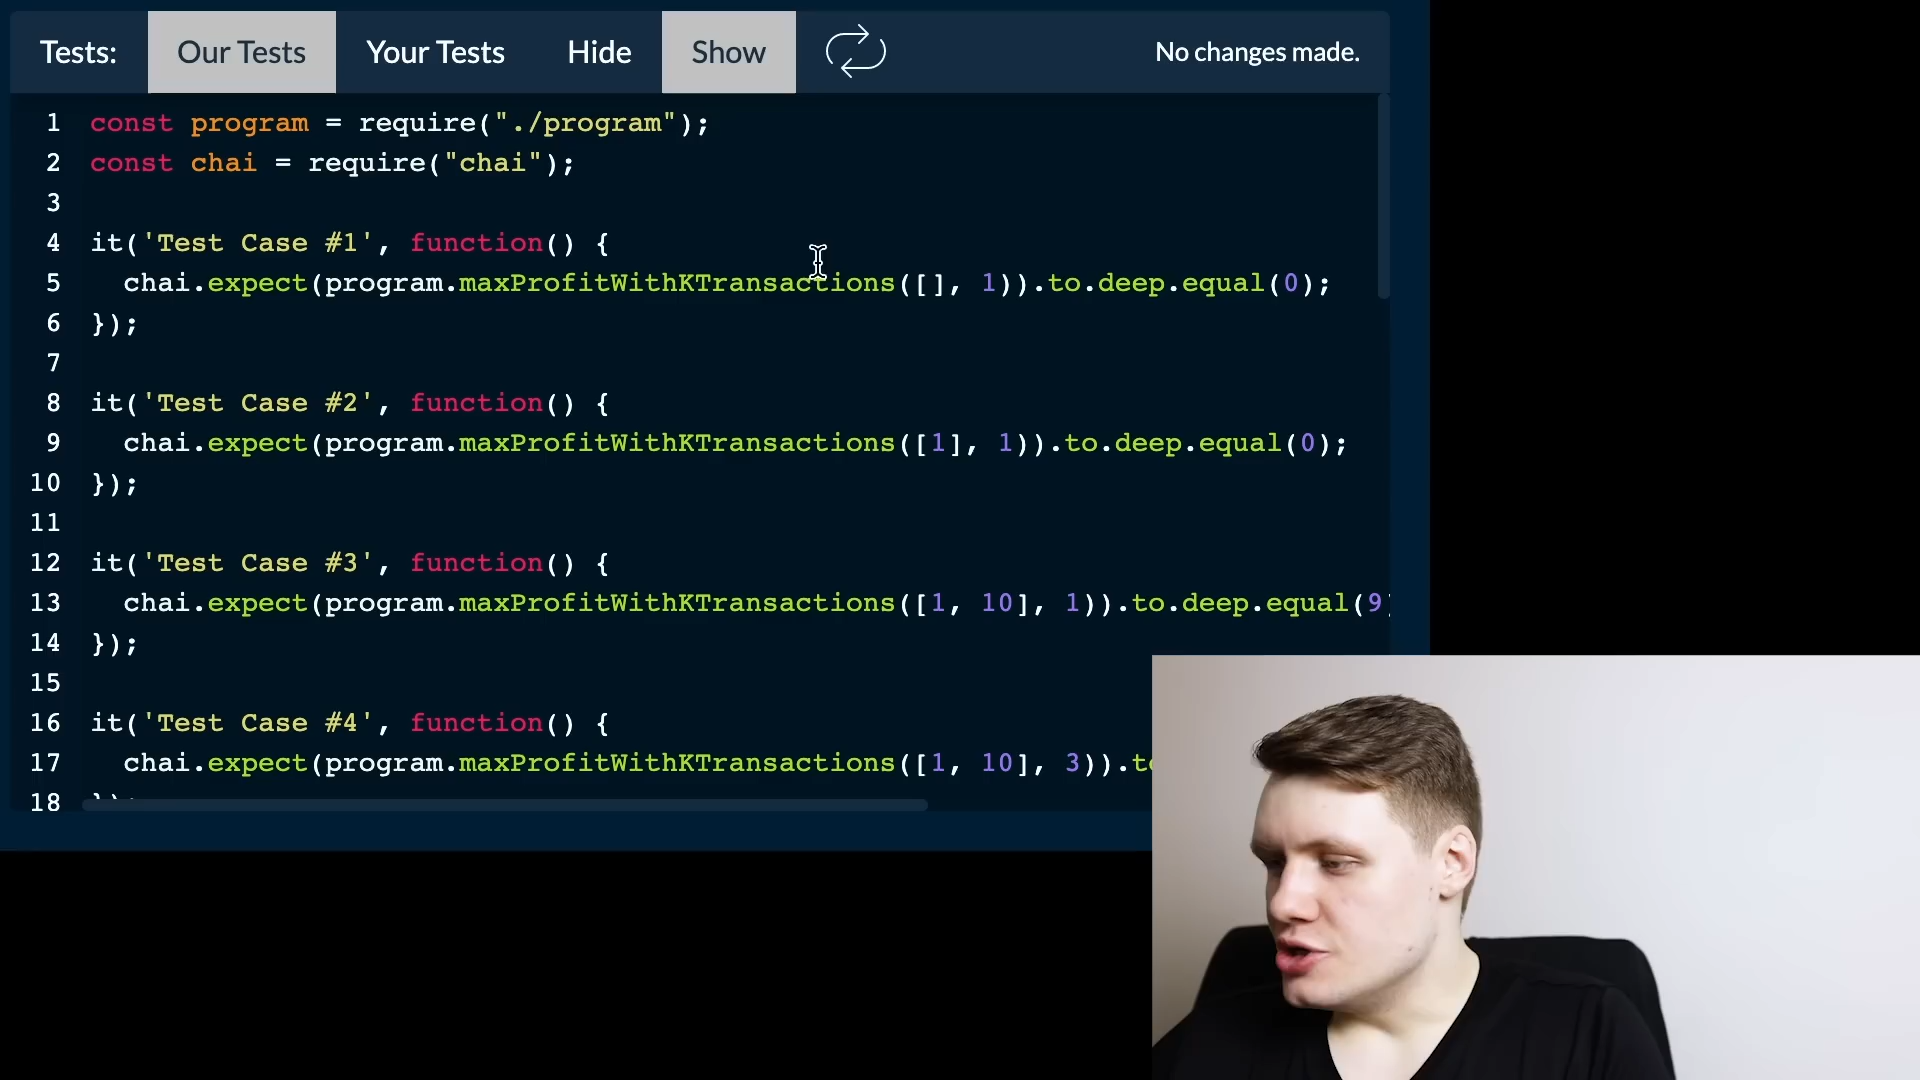 Tests: Our Tests Your Tests Hide Show No changes made.
1 const program = require("./program");
2 const chai = require("chai");
3
4 it('Test Case #1', function() {
5 chai.expect(program.maxProfitWithKTransactions([], 1)).to.deep.equal(0);
6 });
7
8 it('Test Case #2', function() {
9 chai.expect(program.maxProfitWithKTransactions([1], 1)).to.deep.equal(0);
10 });
11
12 it('Test Case #3', function() {
13 chai.expect(program.maxProfitWithKTransactions([1, 10], 1)).to.deep.equal(9
14 });
15
16 it('Test Case #4', function() {
17 chai.expect(program.maxProfitWithKTransactions([1, 10], 3)).to
18 });